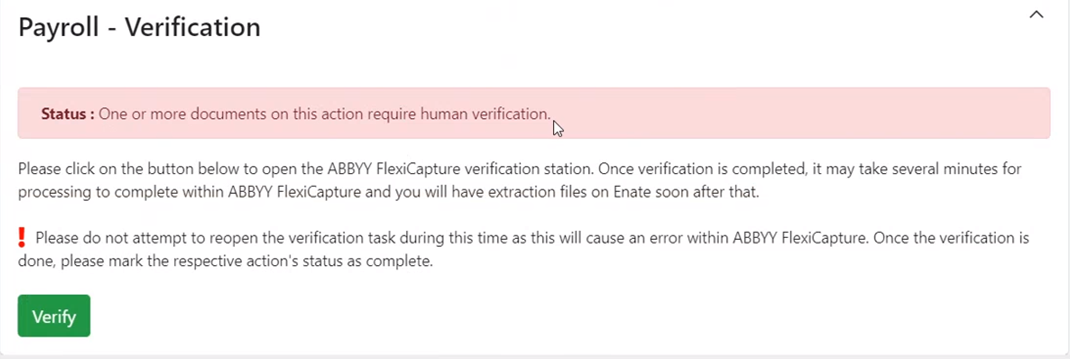 Payroll - Verification
Status : One or more documents on this action require human verification.
Please click on the button below to open the ABBYY FlexiCapture verification station. Once verification is completed, it may take several minutes for
processing to complete within ABBYY FlexiCapture and you will have extraction files on Enate soon after that.
❗ Please do not attempt to reopen the verification task during this time as this will cause an error within ABBYY FlexiCapture. Once the verification is
done, please mark the respective action's status as complete.
Verify